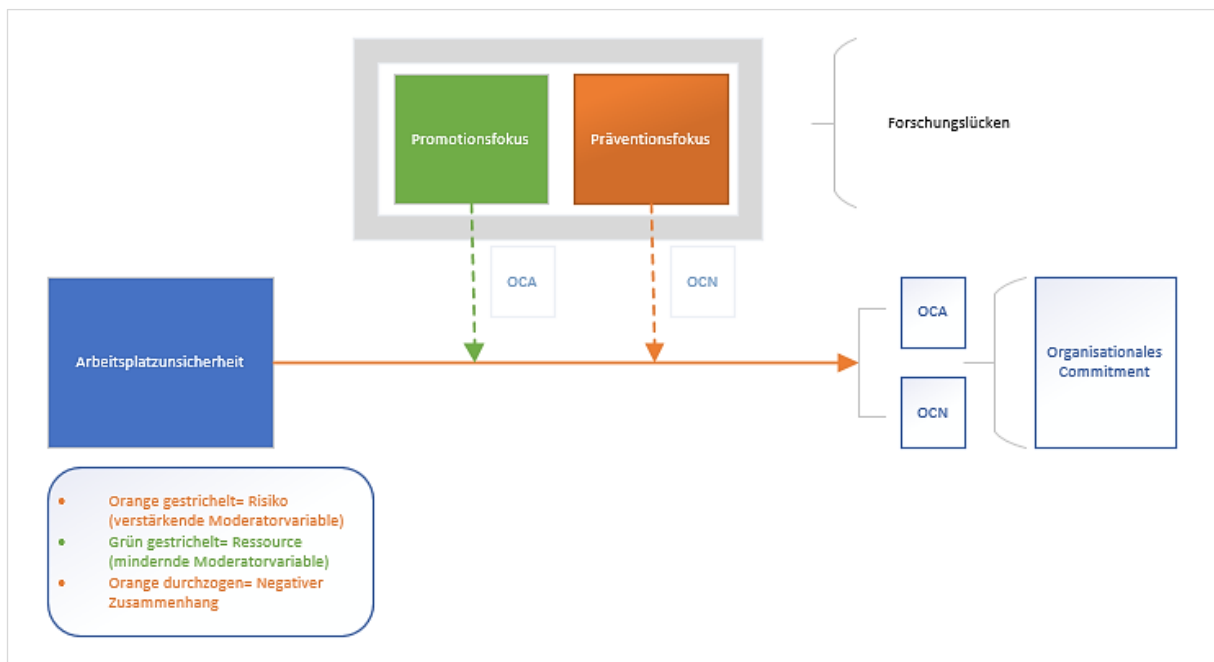 Promotionsfokus
Präventionsfokus
Forschungslücken
OCA
OCN
Arbeitsplatzunsicherheit
OCA
OCN
Organisationales
Commitment
• Orange gestrichelt= Risiko
(verstärkende Moderatorvariable)
• Grün gestrichelt= Ressource
(mindernde Moderatorvariable)
• Orange durchzogen= Negativer
Zusammenhang